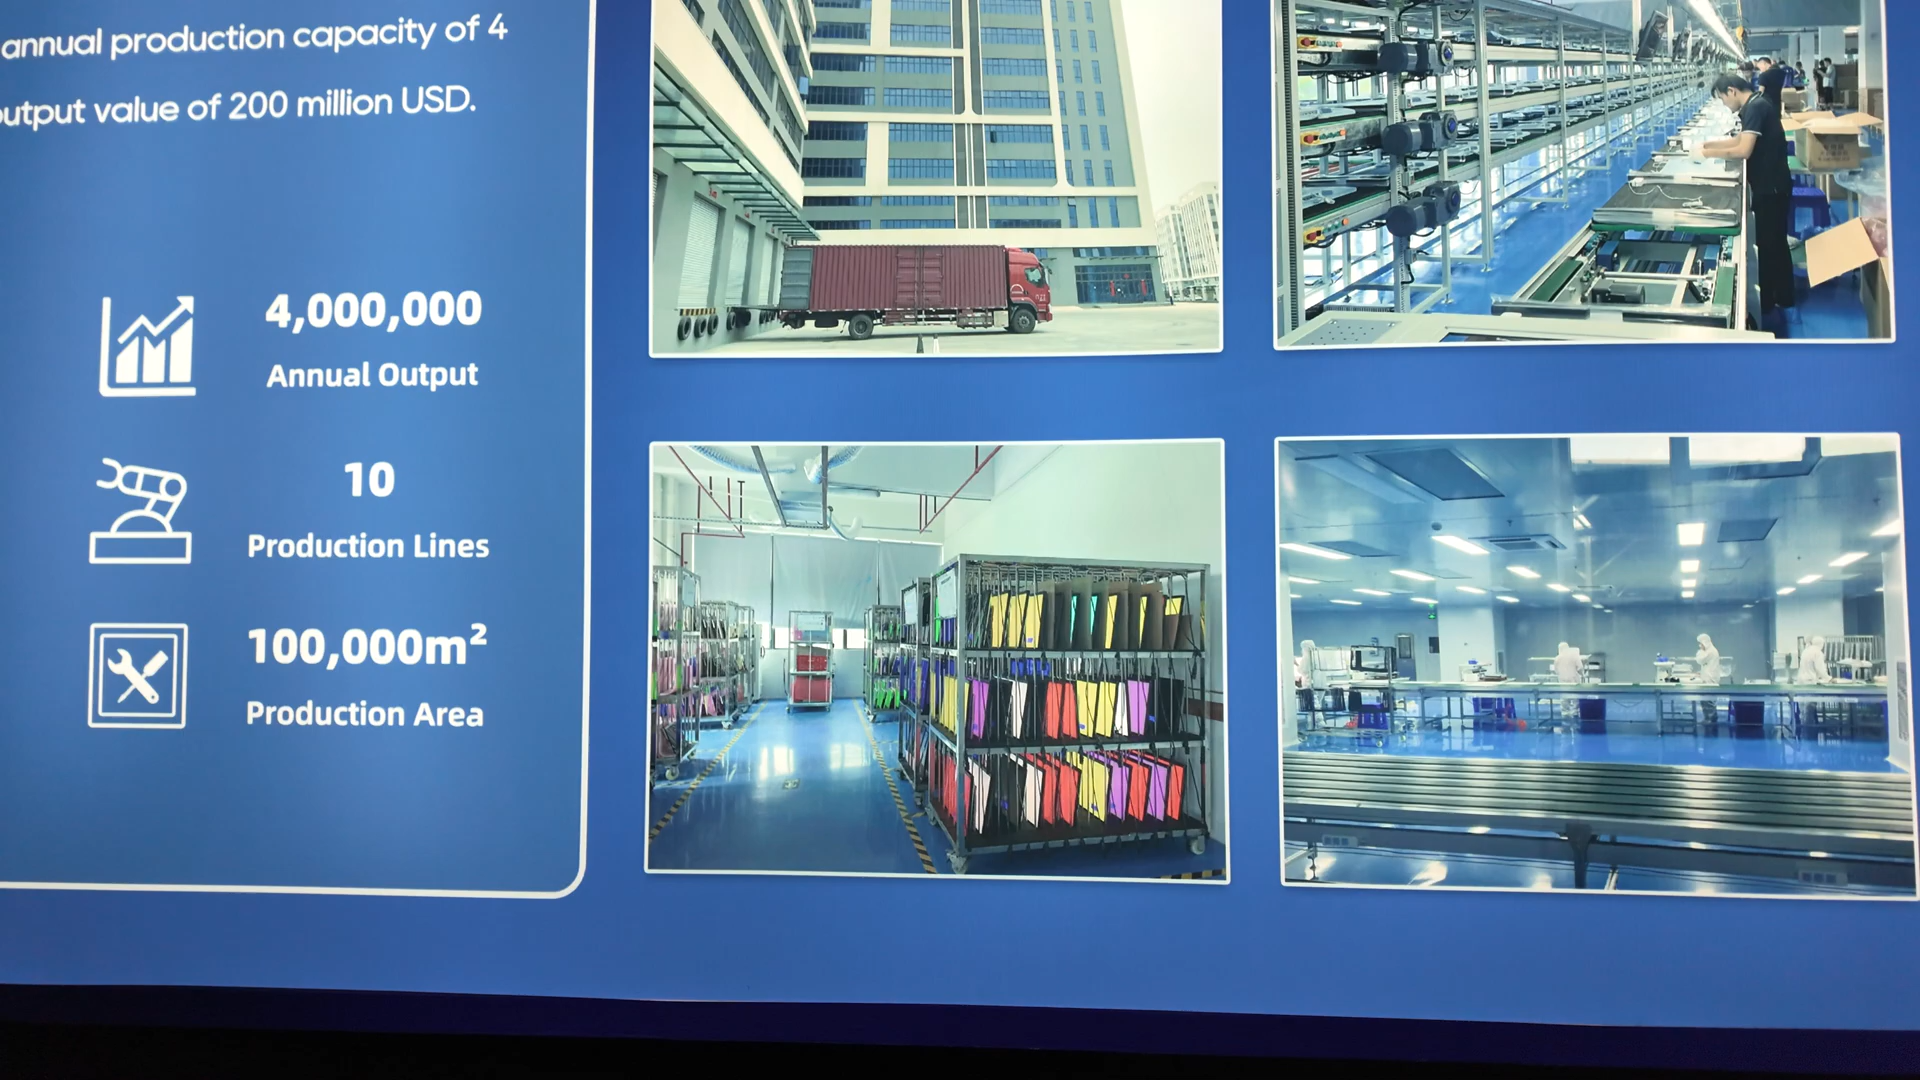 annual production capacity of 4
output value of 200 million USD.
4,000,000
Annual Output
10
Production Lines
100,000m²
Production Area